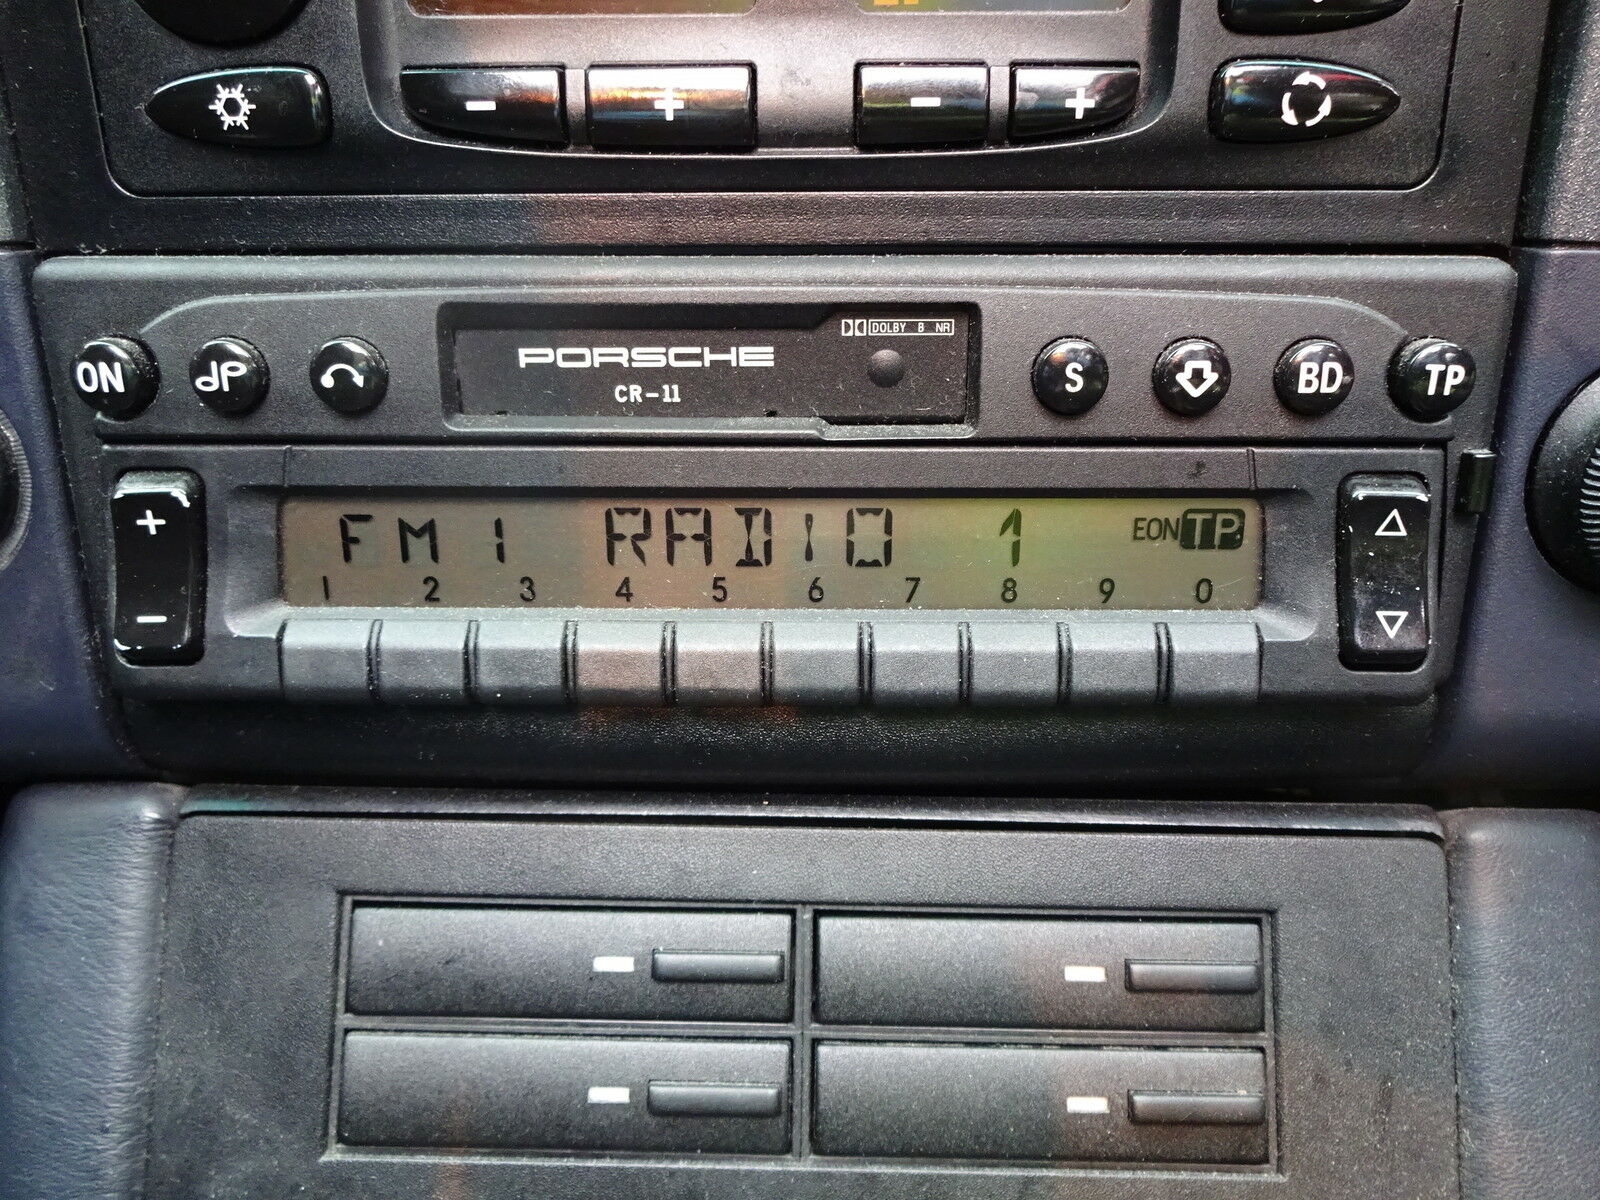 - + - +
DOLBY B NR
PORSCHE
CR-11
ON S BD TP
+
-
FM1 RADIO 1 EON TP
1 2 3 4 5 6 7 8 9 0